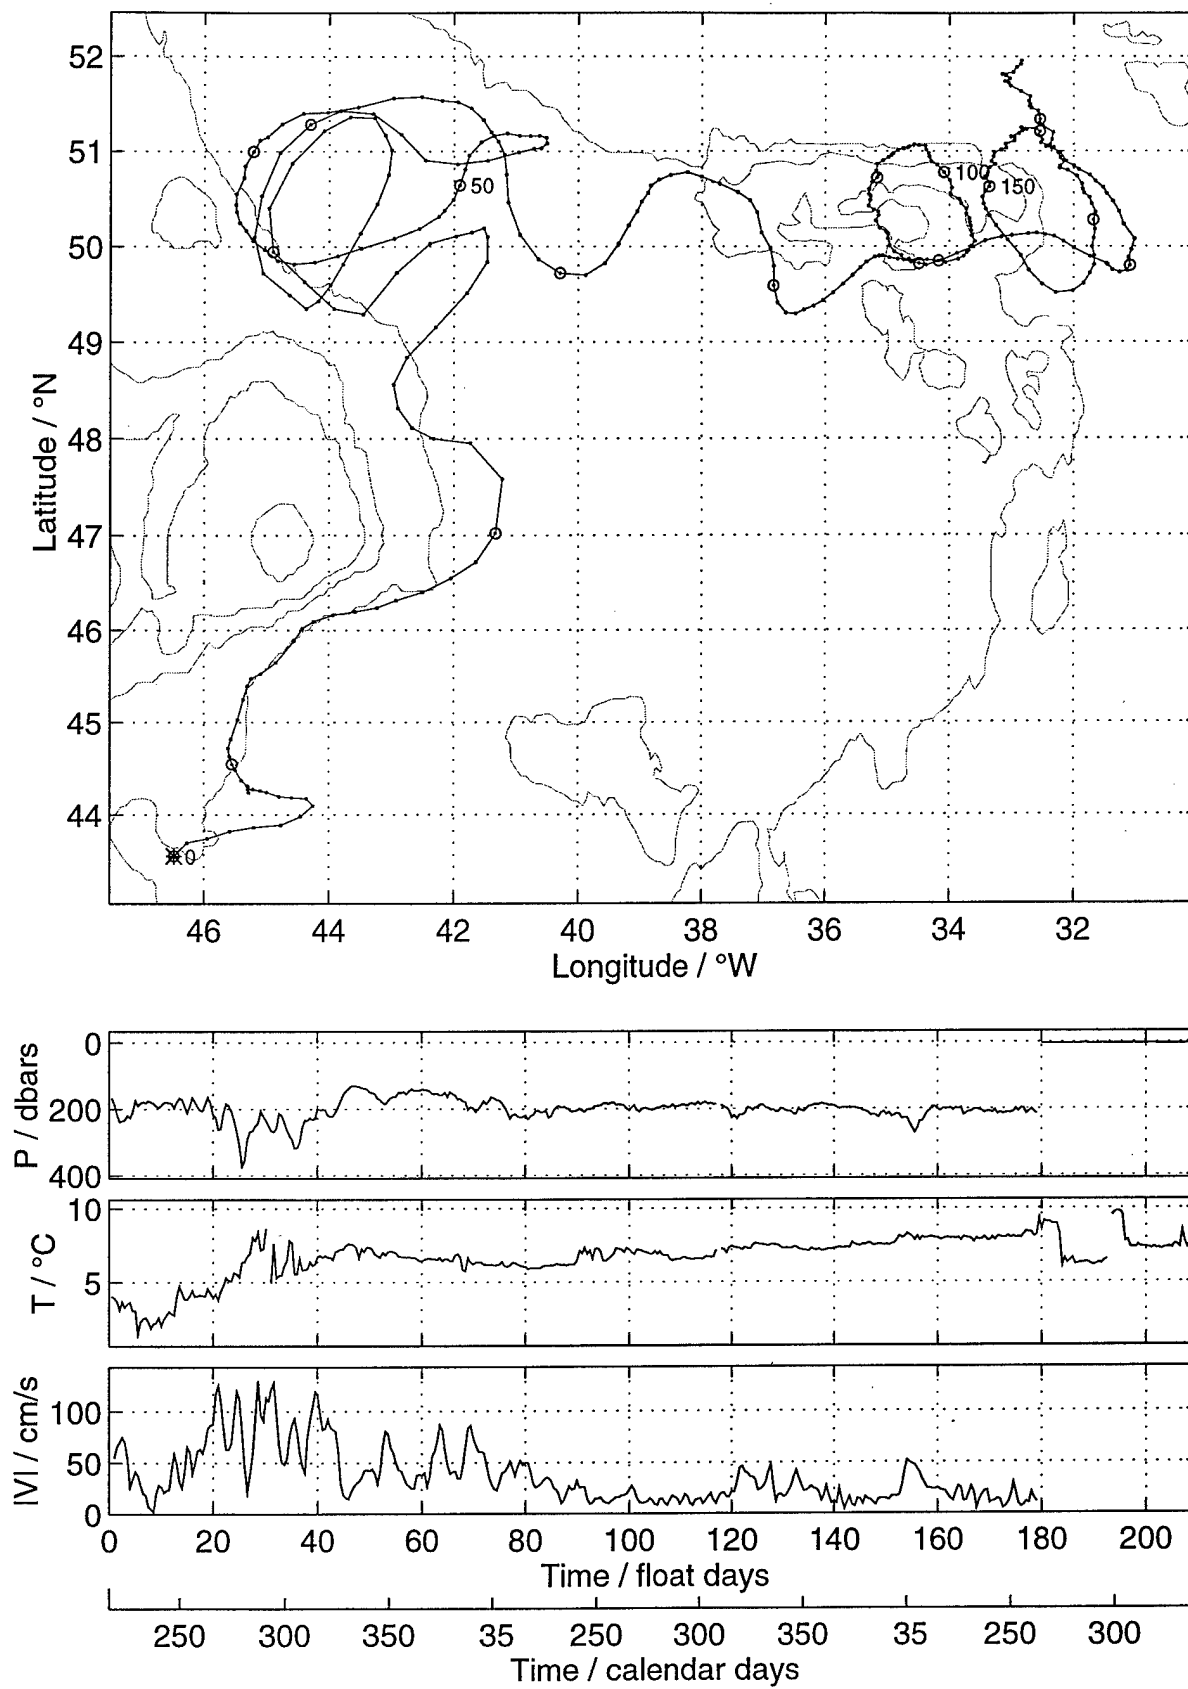 52
51
50
49
48
47
46
45
44
Latitude / °N
50
100
150
0
46 44 42 40 38 36 34 32
Longitude / °W
P / dbars
0
200
400
T / °C
10
5
|V| / cm/s
100
50
0
0 20 40 60 80 100 120 140 160 180 200
Time / float days
250 300 350 35 250 300 350 35 250 300
Time / calendar days